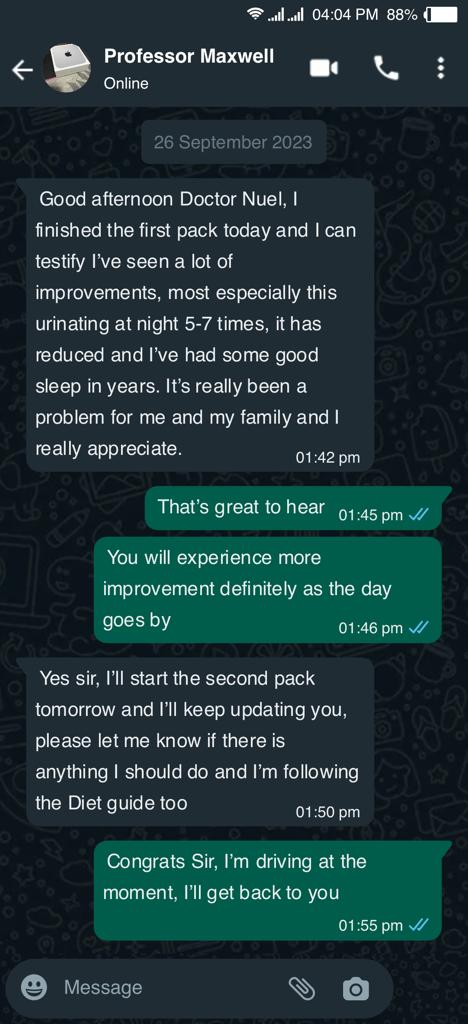 04:04 PM 88%
Professor Maxwell
Online
26 September 2023
Good afternoon Doctor Nuel, I
finished the first pack today and I can
testify I've seen a lot of
improvements, most especially this
urinating at night 5-7 times, it has
reduced and I've had some good
sleep in years. It's really been a
problem for me and my family and I
really appreciate.
01:42 pm
That's great to hear 01:45 pm
You will experience more
improvement definitely as the day
goes by
01:46 pm
Yes sir, I'll start the second pack
tomorrow and I'll keep updating you,
please let me know if there is
anything I should do and I'm following
the Diet guide too
01:50 pm
Congrats Sir, I'm driving at the
moment, I'll get back to you
01:55 pm
Message